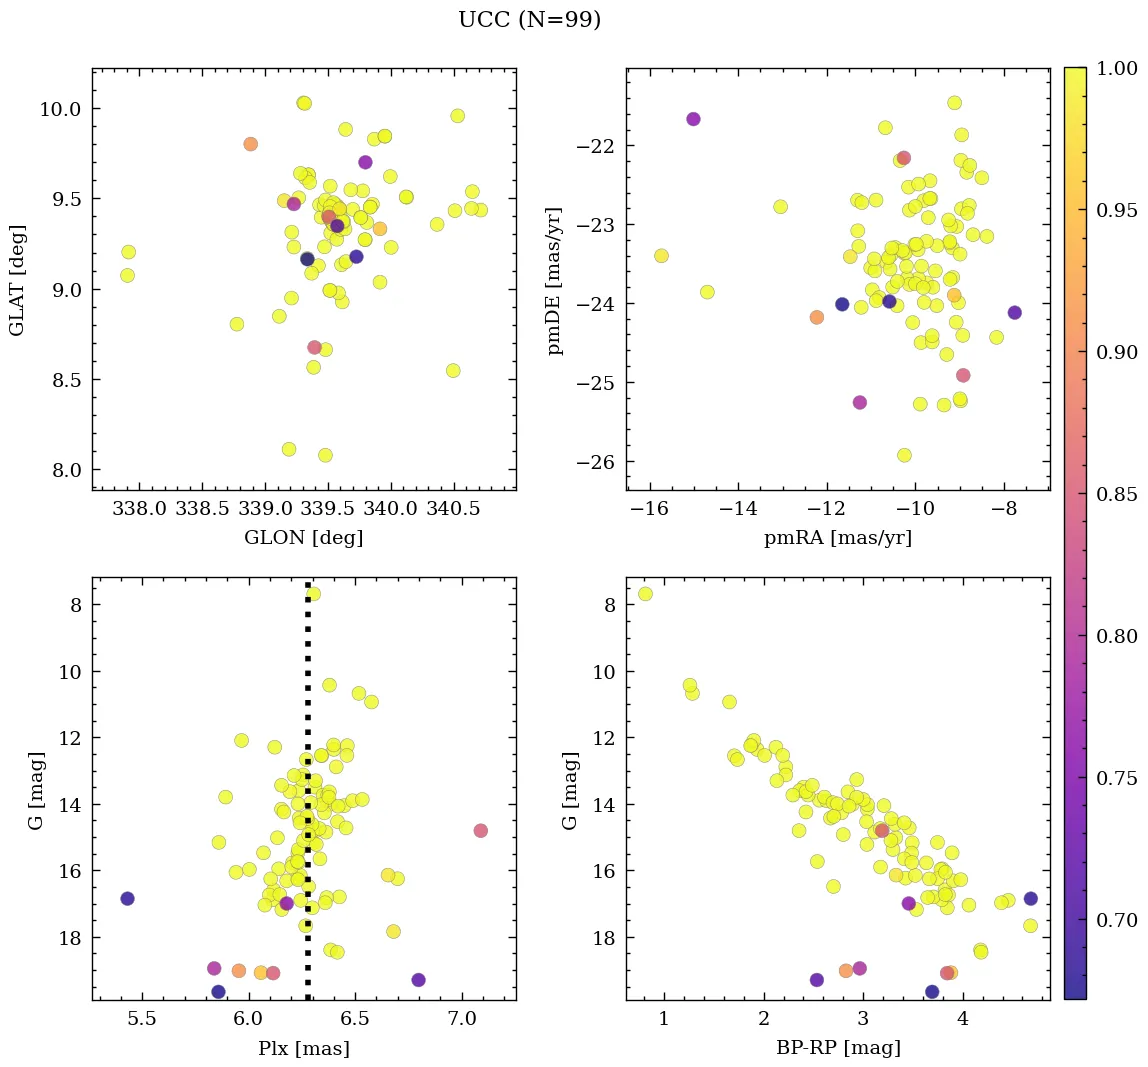 UCC (N=99)
10.0
9.5
9.0
8.5
8.0
GLAT [deg]
338.0 338.5 339.0 339.5 340.0 340.5
GLON [deg]
−22
−23
−24
−25
−26
pmDE [mas/yr]
−16 −14 −12 −10 −8
pmRA [mas/yr]
8
10
12
14
16
18
G [mag]
5.5 6.0 6.5 7.0
Plx [mas]
8
10
12
14
16
18
G [mag]
1 2 3 4
BP-RP [mag]
1.00
0.95
0.90
0.85
0.80
0.75
0.70